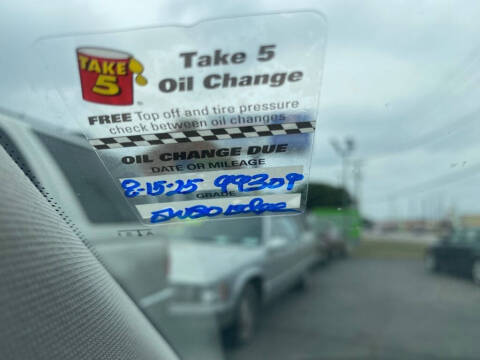 TAKE 5
Take 5
Oil Change
FREE Top off and tire pressure
check between oil changes
OIL CHANGE DUE
DATE OR MILEAGE
8-15-25 99309
GRADE
5W30